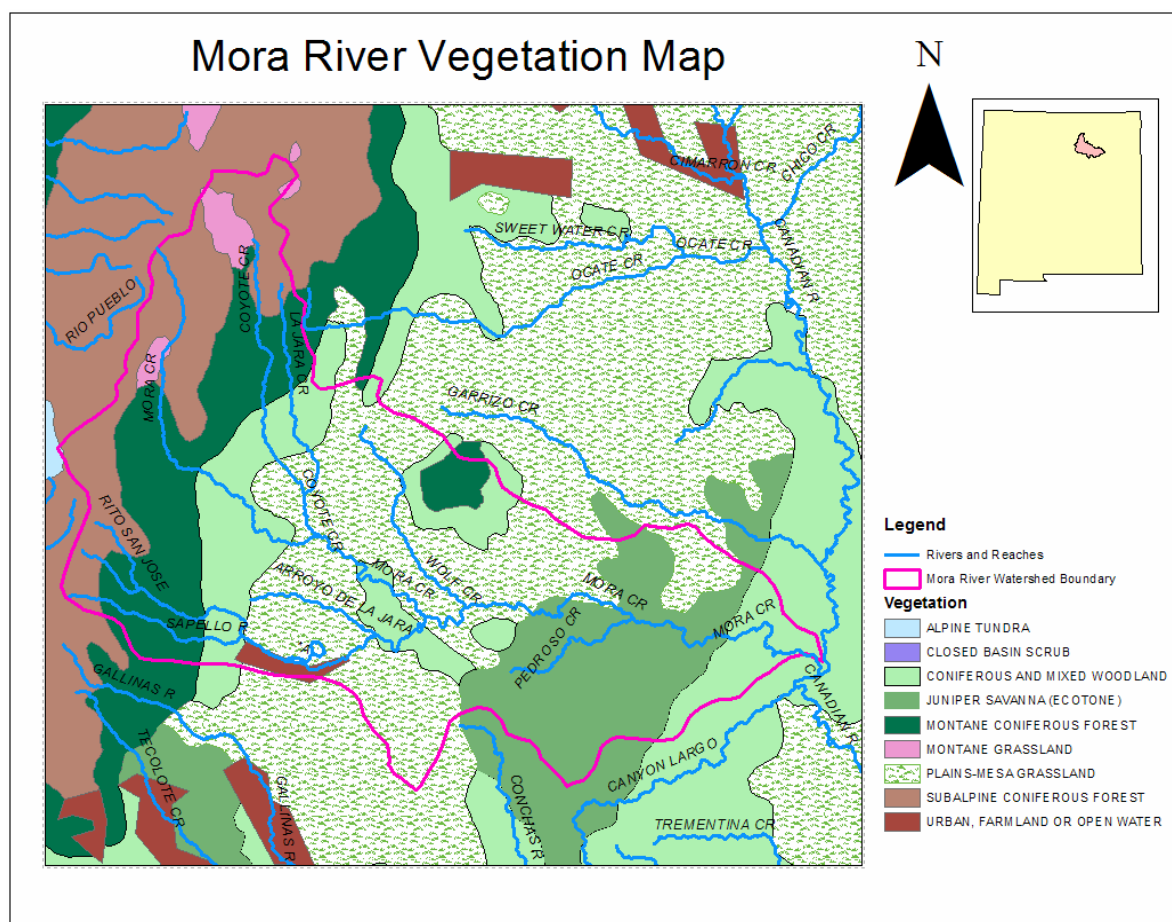 Mora River Vegetation Map
N
CIMARRON CR
CHICO CR
SWEET WATER CR
OCATE CR
OCATE CR
CANADIAN R
RIO PUEBLO
COYOTE CR
LA JARA CR
MORA CR
GARRIZO CR
RITO SAN JOSE
COYOTE CR
MORA CR
WOLF CR
ARROYO DE LA JARA
MORA CR
MORA CR
SAPELLO R
PEDROSO CR
GALLINAS R
CANADIAN R
TECOLOTE CR
GALLINAS R
CONCHAS R
CANYON LARGO
TREMENTINA CR
Legend
Rivers and Reaches
Mora River Watershed Boundary
Vegetation
ALPINE TUNDRA
CLOSED BASIN SCRUB
CONIFEROUS AND MIXED WOODLAND
JUNIPER SAVANNA (ECOTONE)
MONTANE CONIFEROUS FOREST
MONTANE GRASSLAND
PLAINS-MESA GRASSLAND
SUBALPINE CONIFEROUS FOREST
URBAN, FARMLAND OR OPEN WATER